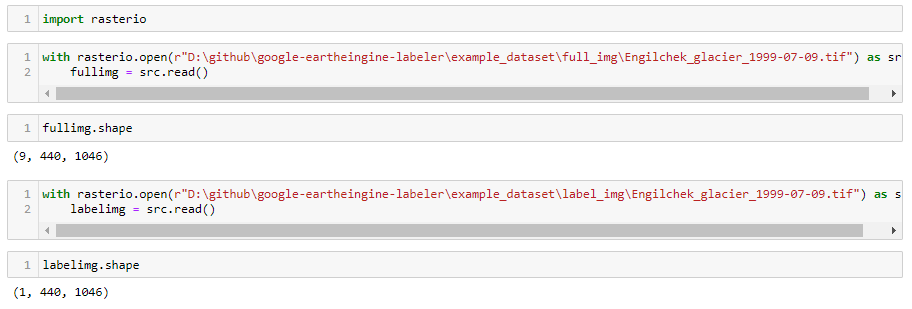 1 import rasterio
1 with rasterio.open(r"D:\github\google-eartheingine-labeler\example_dataset\full_img\Engilchek_glacier_1999-07-09.tif") as sr
2 fullimg = src.read()
1 fullimg.shape
(9, 440, 1046)
1 with rasterio.open(r"D:\github\google-eartheingine-labeler\example_dataset\label_img\Engilchek_glacier_1999-07-09.tif") as s
2 labelimg = src.read()
1 labelimg.shape
(1, 440, 1046)